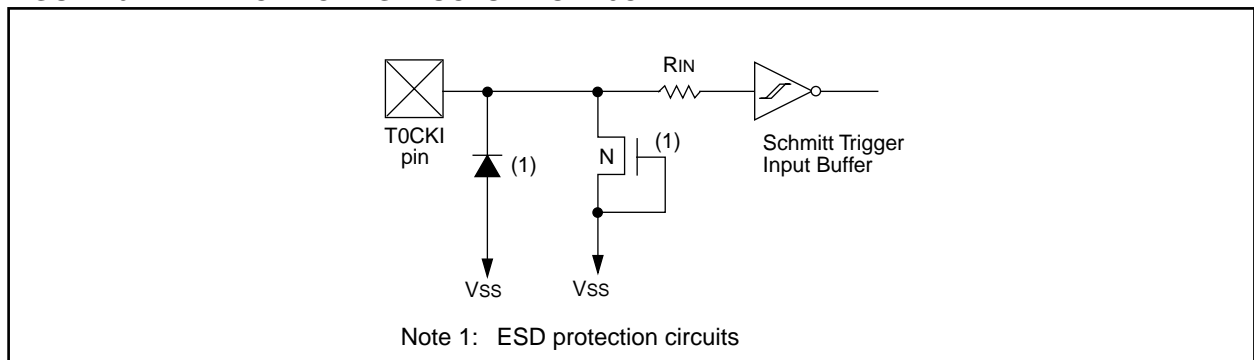 RIN
T0CKI
pin
(1)
N
(1)
Schmitt Trigger
Input Buffer
VSS
VSS
Note 1: ESD protection circuits